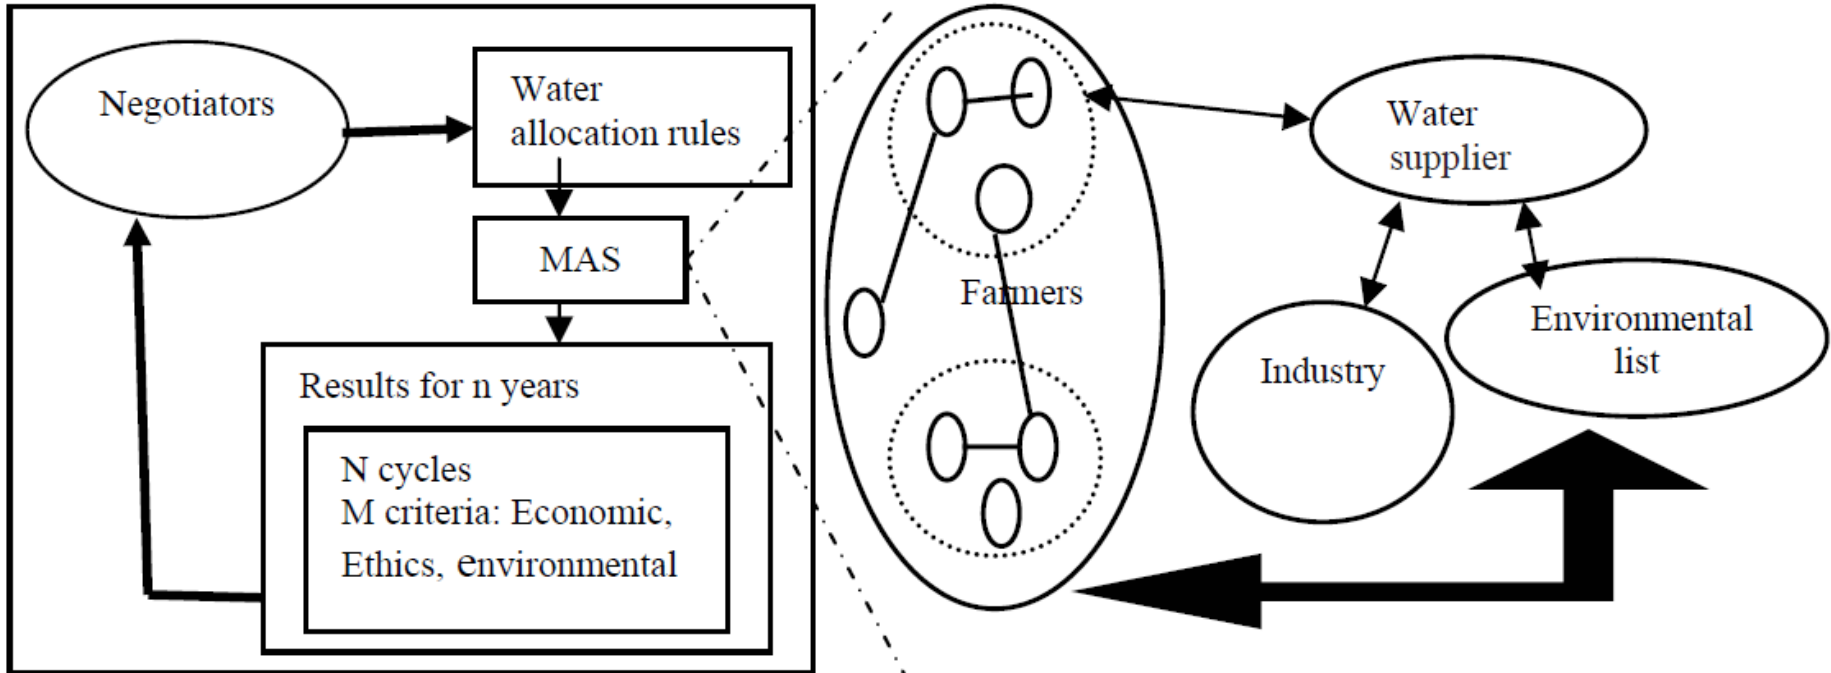 Negotiators
Water
allocation rules
MAS
Results for n years
N cycles
M criteria: Economic,
Ethics, environmental
Farmers
Water
supplier
Industry
Environmental
list